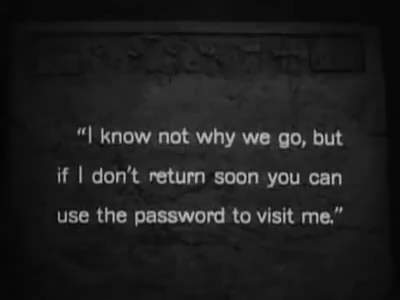 “I know not why we go, but
if I don't return soon you can
use the password to visit me.”